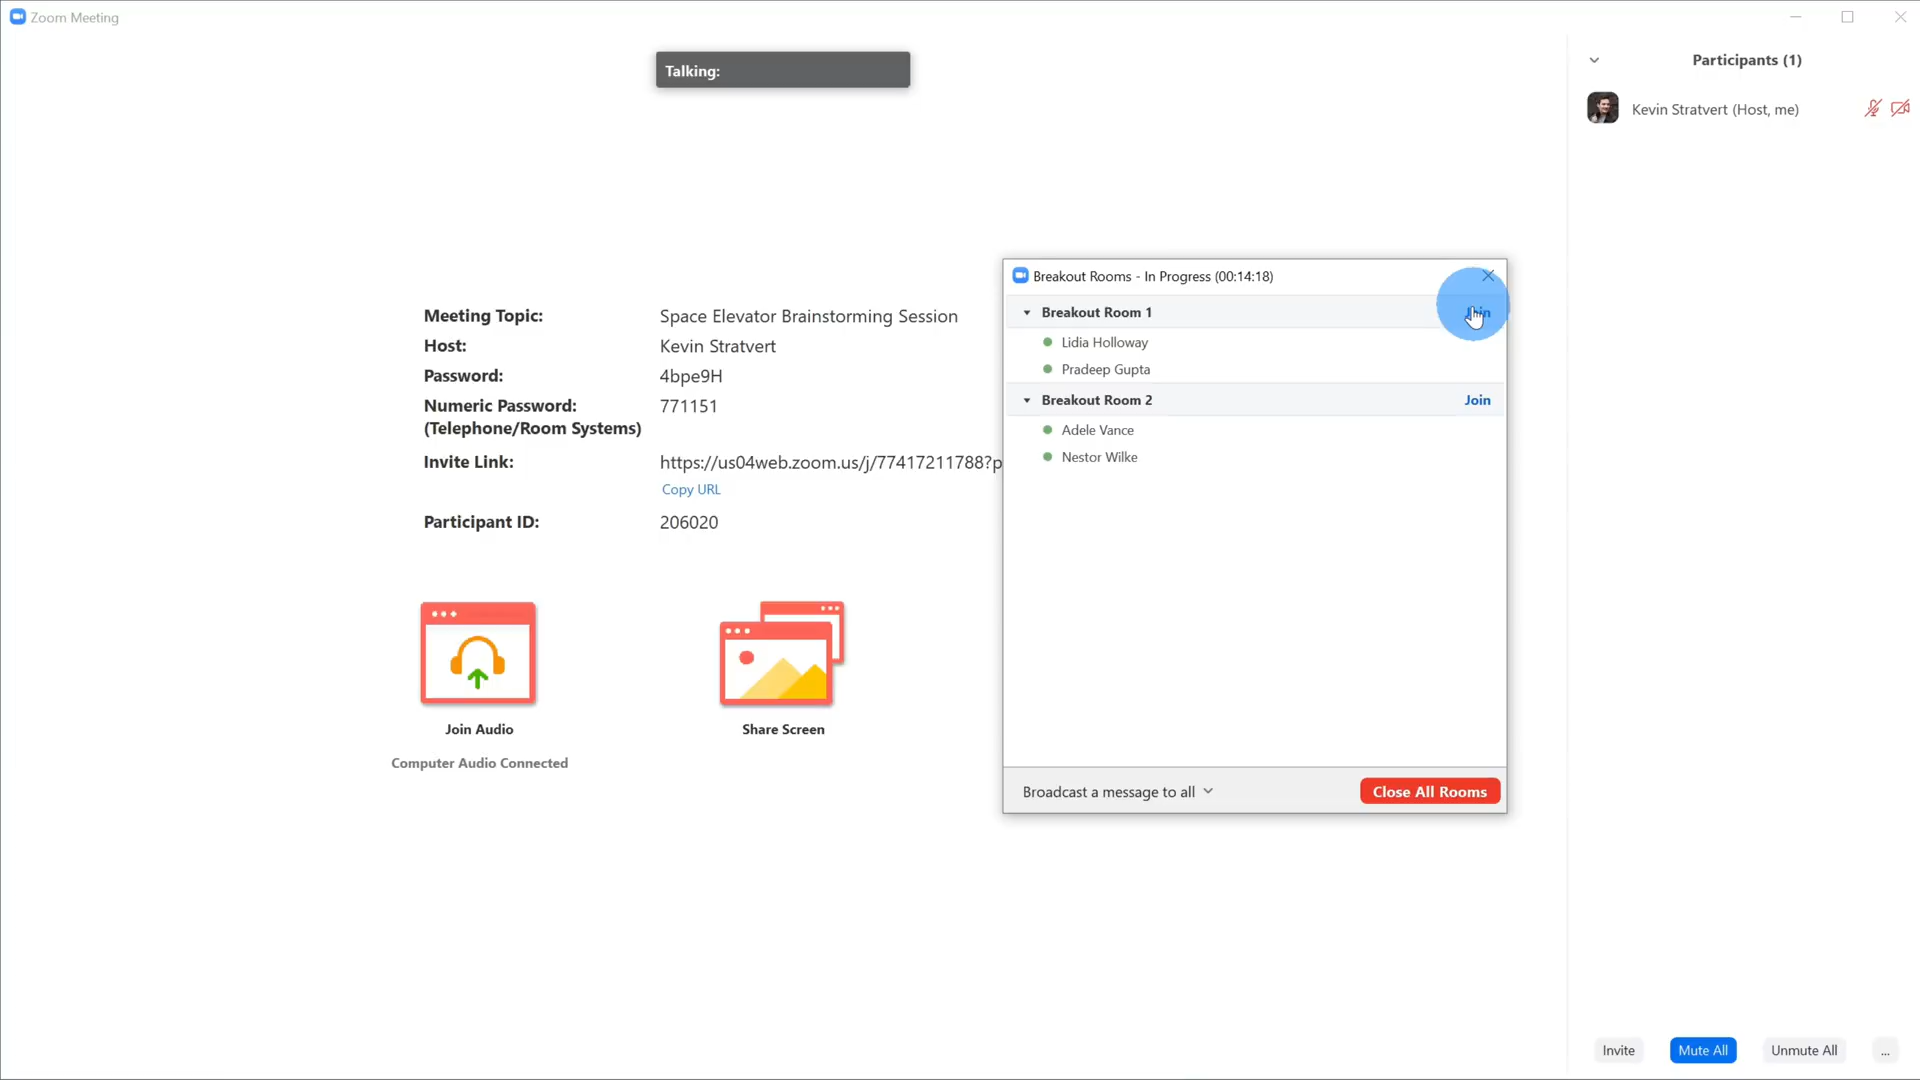 Zoom Meeting
Talking:
Participants (1)
Kevin Stratvert (Host, me)
Meeting Topic: Space Elevator Brainstorming Session
Host: Kevin Stratvert
Password: 4bpe9H
Numeric Password: 771151
(Telephone/Room Systems)
Invite Link: https://us04web.zoom.us/j/77417211788?p
Copy URL
Participant ID: 206020
Join Audio
Computer Audio Connected
Share Screen
Breakout Rooms - In Progress (00:14:18)
Breakout Room 1
Lidia Holloway
Pradeep Gupta
Breakout Room 2 Join
Adele Vance
Nestor Wilke
Broadcast a message to all
Close All Rooms
Invite Mute All Unmute All ...